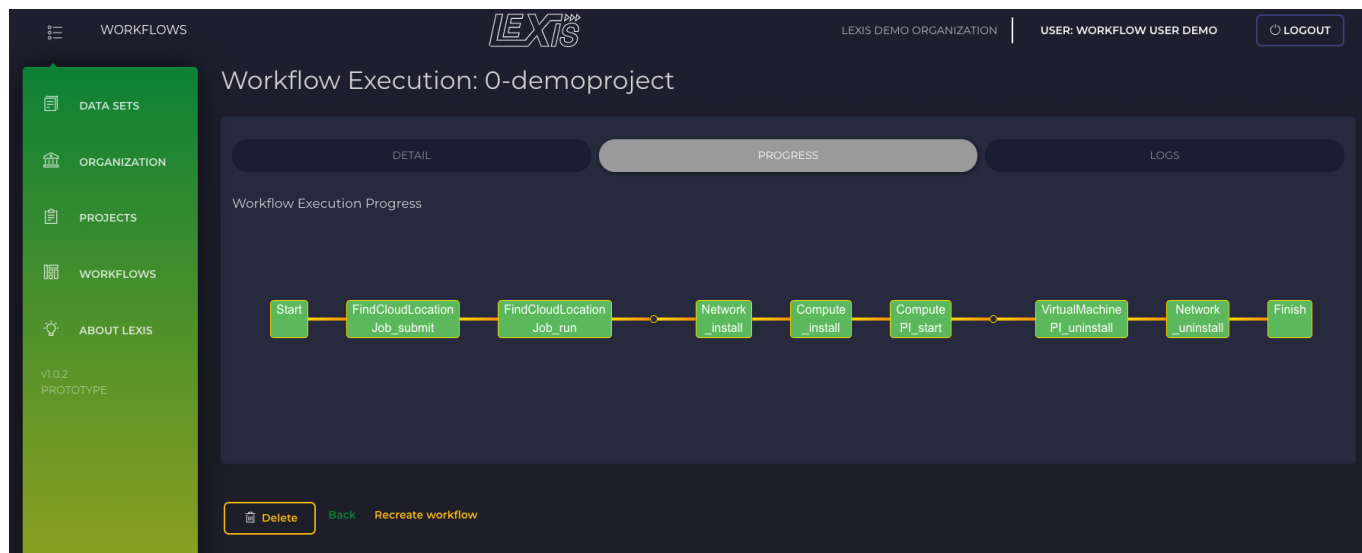 WORKFLOWS
LEXIS
LEXIS DEMO ORGANIZATION
USER: WORKFLOW USER DEMO
LOGOUT
DATA SETS
ORGANIZATION
PROJECTS
WORKFLOWS
ABOUT LEXIS
v1.0.2
PROTOTYPE
Workflow Execution: 0-demoproject
DETAIL
PROGRESS
LOGS
Workflow Execution Progress
Start
FindCloudLocation
Job_submit
FindCloudLocation
Job_run
Network
_install
Compute
_install
Compute
PI_start
VirtualMachine
PI_uninstall
Network
_uninstall
Finish
Delete
Back
Recreate workflow